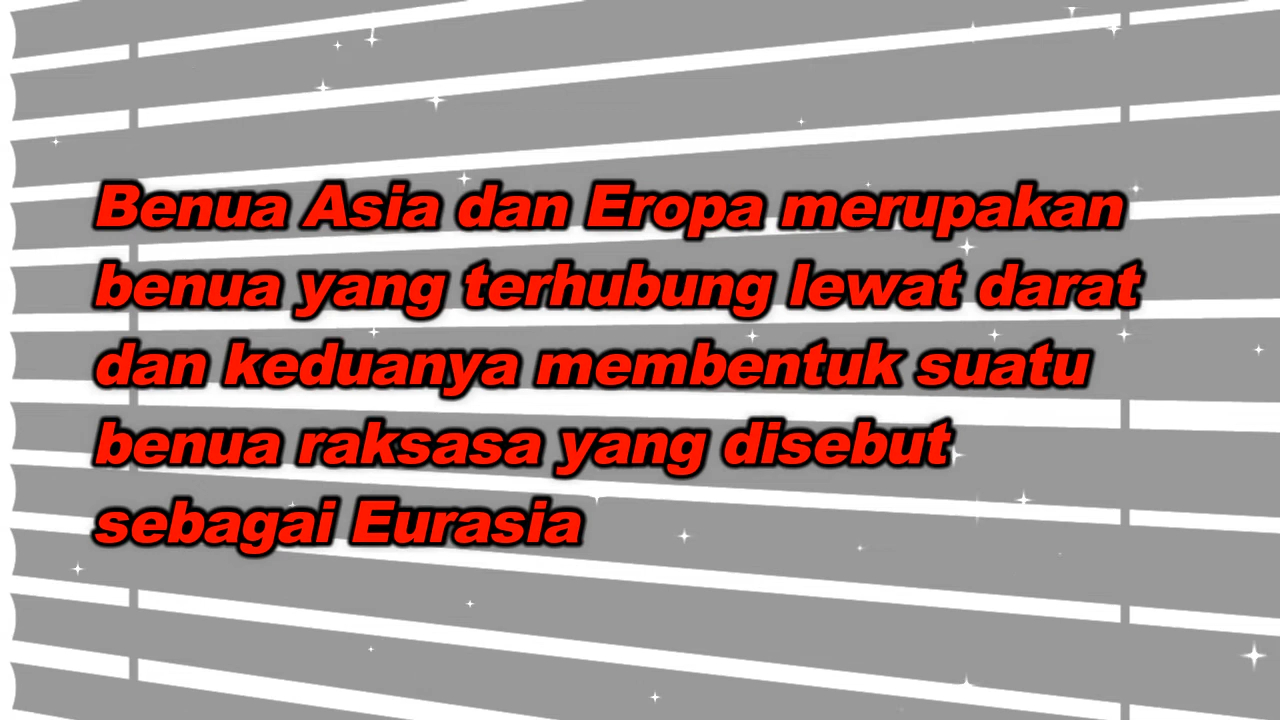 Benua Asia dan Eropa merupakan
benua yang terhubung lewat darat
dan keduanya membentuk suatu
benua raksasa yang disebut
sebagai Eurasia